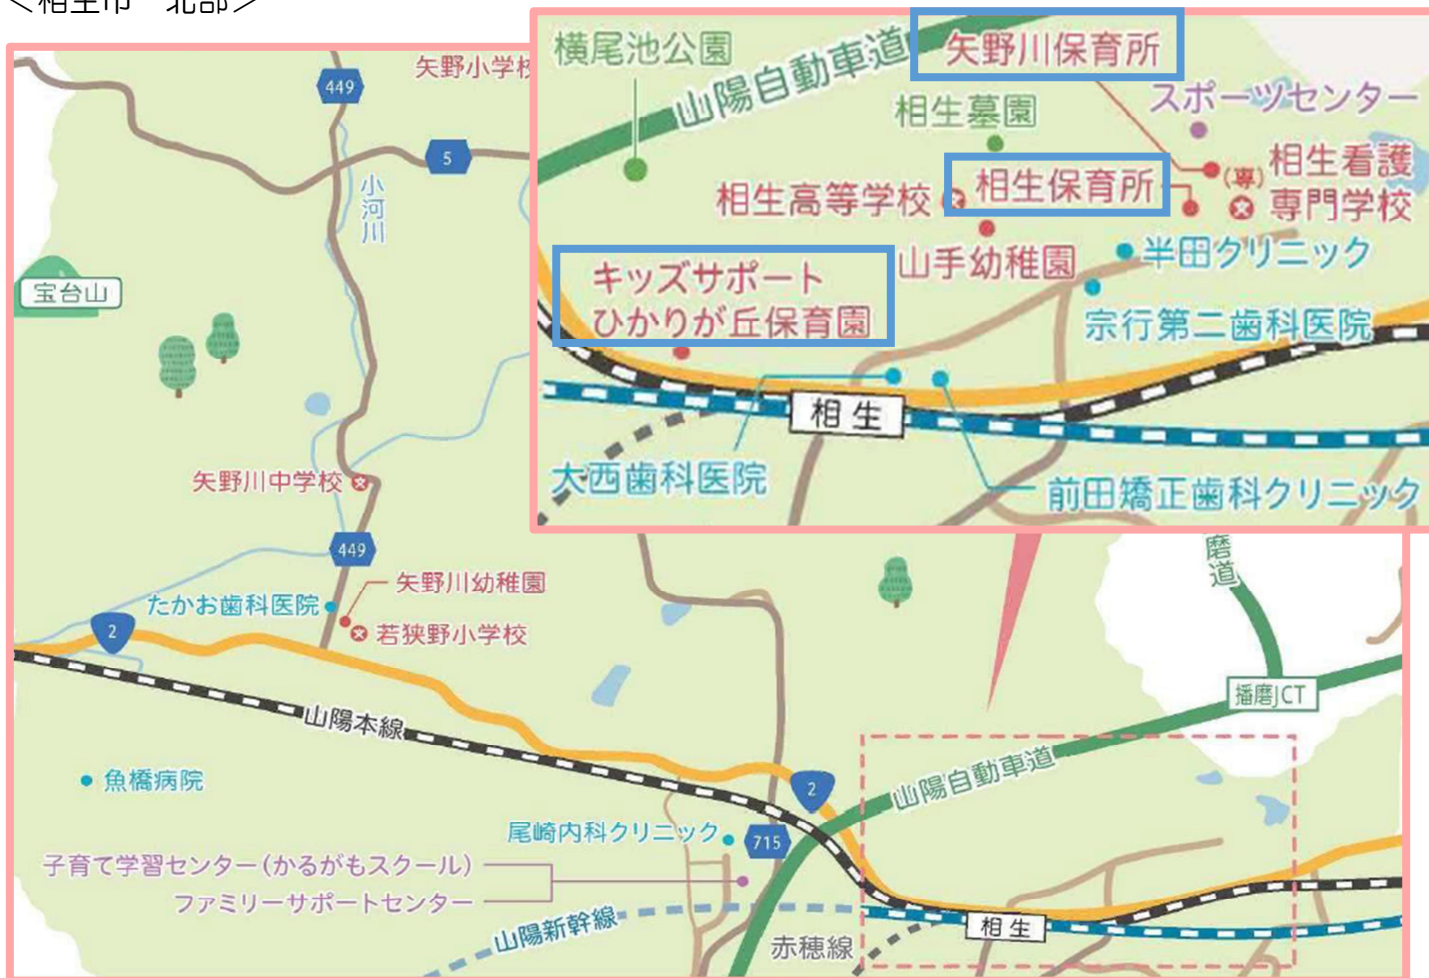 <相生市 北部>
横尾池公園
山陽自動車道
矢野川保育所
スポーツセンター
相生墓園
相生保育所
(専)
相生看護
専門学校
相生高等学校
山手幼稚園
半田クリニック
キッズサポート
ひかりが丘保育園
宗行第二歯科医院
相生
大西歯科医院
前田矯正歯科クリニック
矢野小学校
449
5
小河川
宝台山
矢野川中学校
449
矢野川幼稚園
たかお歯科医院
若狭野小学校
2
磨道
播磨JCT
山陽本線
山陽自動車道
魚橋病院
2
尾崎内科クリニック
715
子育て学習センター(かるがもスクール)
ファミリーサポートセンター
山陽新幹線
赤穂線
相生